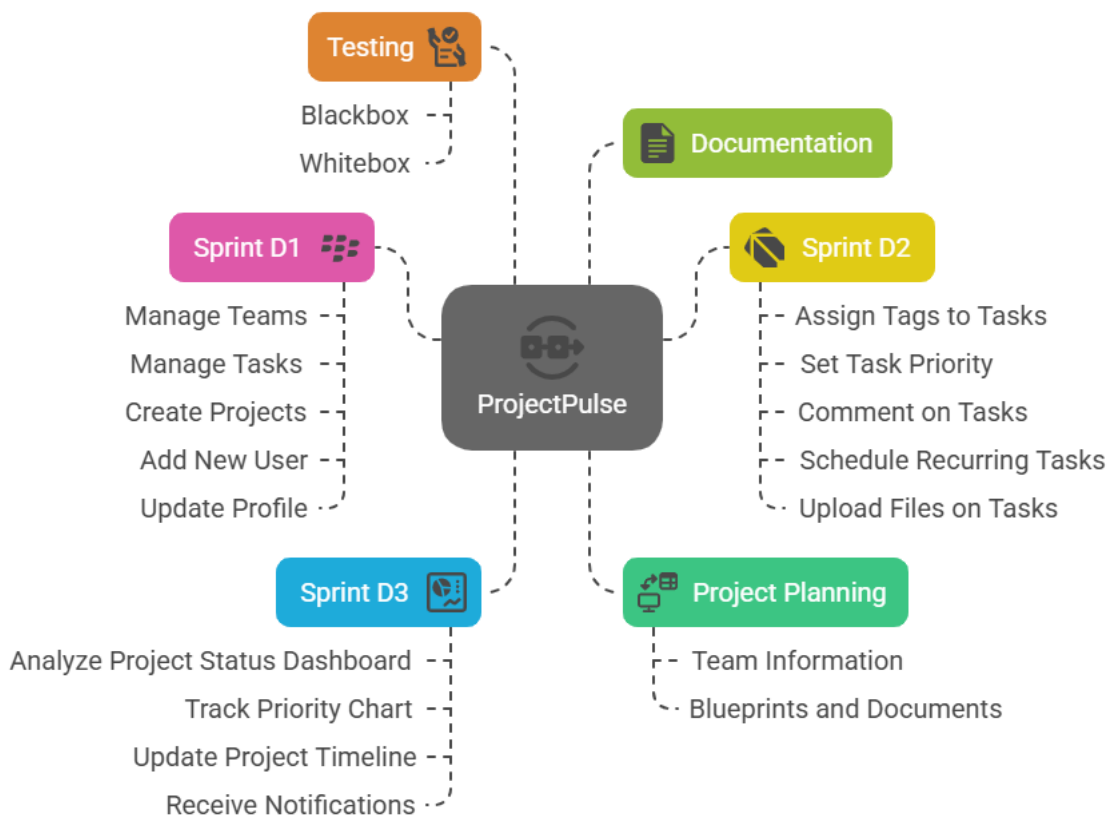 Testing
Blackbox
Whitebox
Documentation
Sprint D1
Manage Teams
Manage Tasks
Create Projects
Add New User
Update Profile
Sprint D2
Assign Tags to Tasks
Set Task Priority
Comment on Tasks
Schedule Recurring Tasks
Upload Files on Tasks
ProjectPulse
Sprint D3
Analyze Project Status Dashboard
Track Priority Chart
Update Project Timeline
Receive Notifications
Project Planning
Team Information
Blueprints and Documents